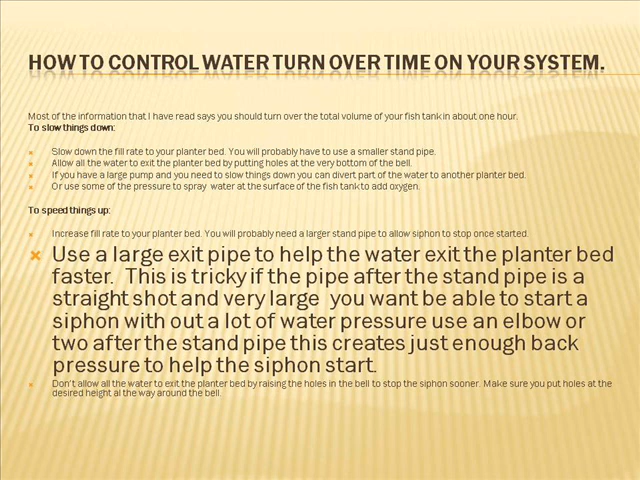 HOW TO CONTROL WATER TURN OVER TIME ON YOUR SYSTEM.
Most of the information that I have read says you should turn over the total volume of your fish tank in about one hour.
To slow things down:
Slow down the fill rate to your planter bed. You will probably have to use a smaller stand pipe.
Allow all the water to exit the planter bed by putting holes at the very bottom of the bell.
If you have a large pump and you need to slow things down you can divert part of the water to another planter bed.
Or use some of the pressure to spray water at the surface of the fish tank to add oxygen.
To speed things up:
Increase fill rate to your planter bed. You will probably need a larger stand pipe to allow siphon to stop once started.
Use a large exit pipe to help the water exit the planter bed
faster. This is tricky if the pipe after the stand pipe is a
straight shot and very large you want be able to start a
siphon with out a lot of water pressure use an elbow or
two after the stand pipe this creates just enough back
pressure to help the siphon start.
Don't allow all the water to exit the planter bed by raising the holes in the bell to stop the siphon sooner. Make sure you put holes at the
desired height al the way around the bell.